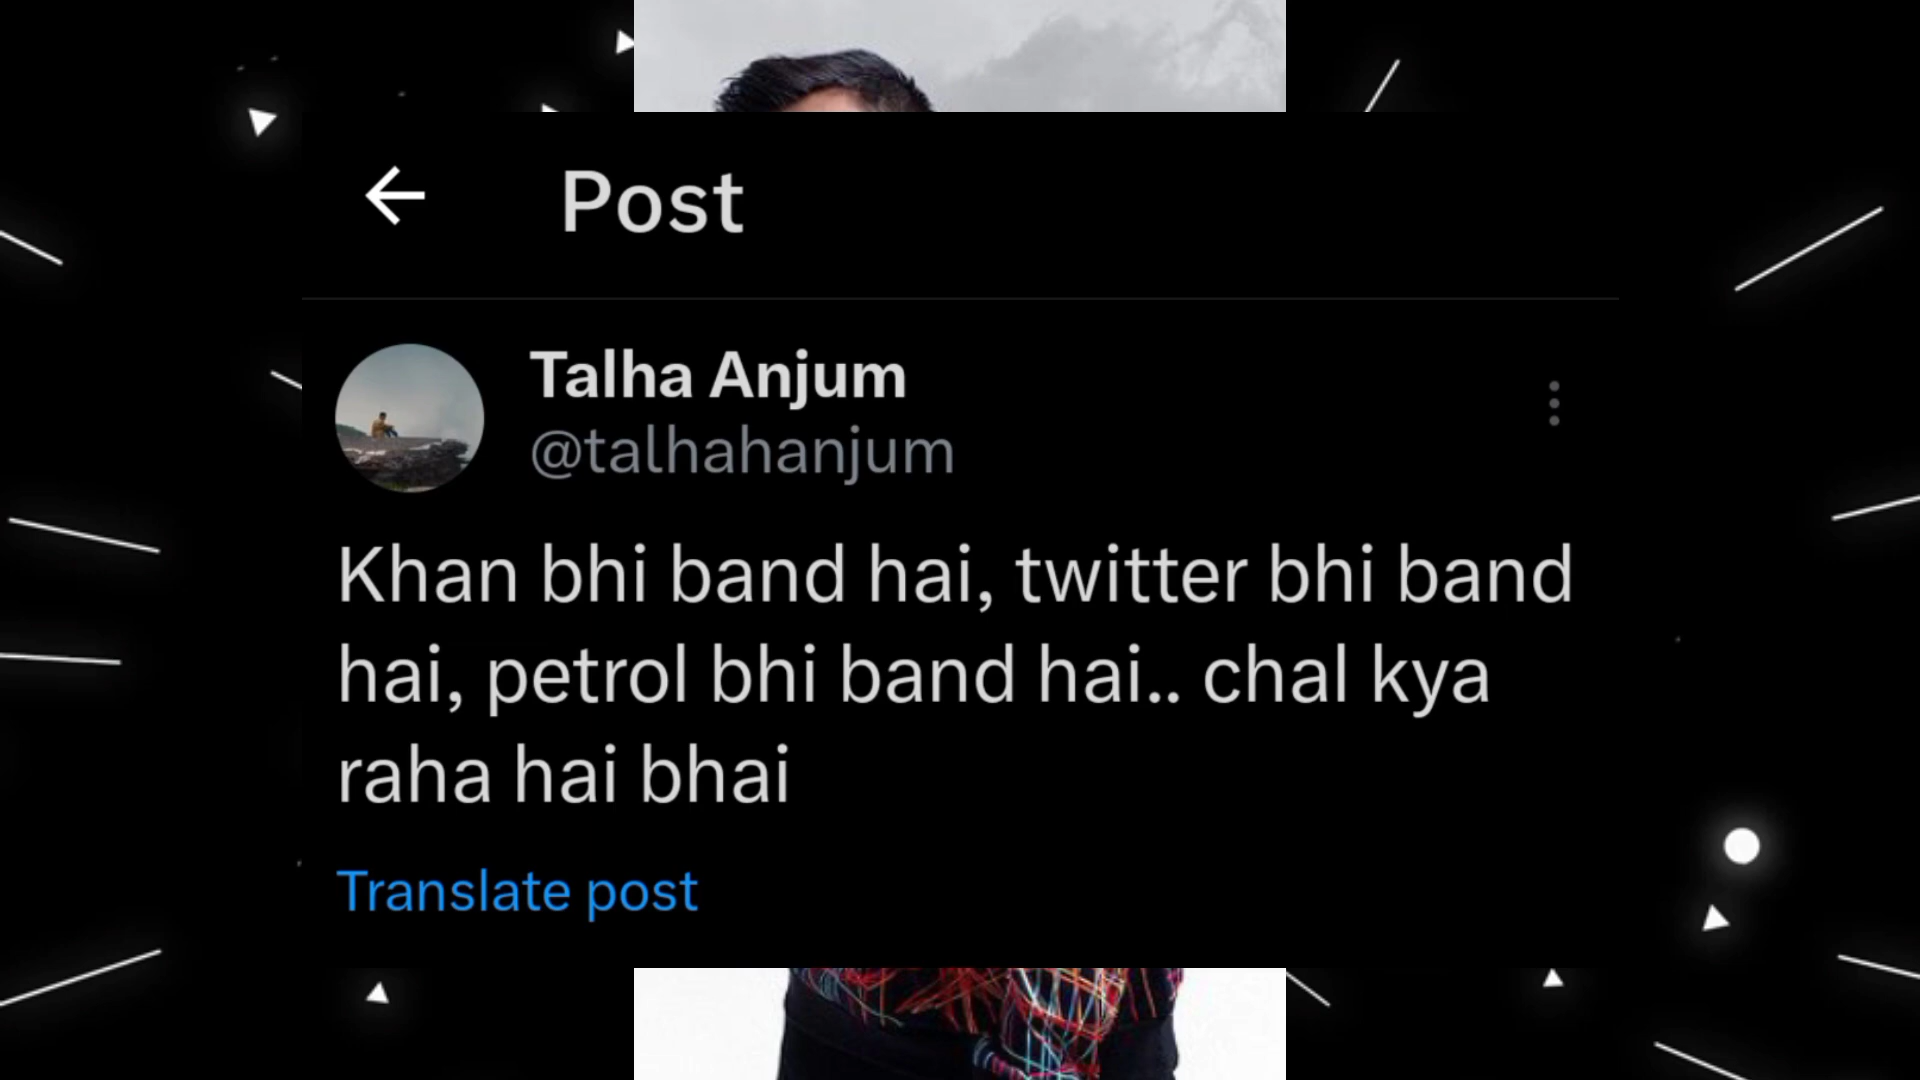 Post
Talha Anjum
@talhahanjum
Khan bhi band hai, twitter bhi band
hai, petrol bhi band hai.. chal kya
raha hai bhai
Translate post